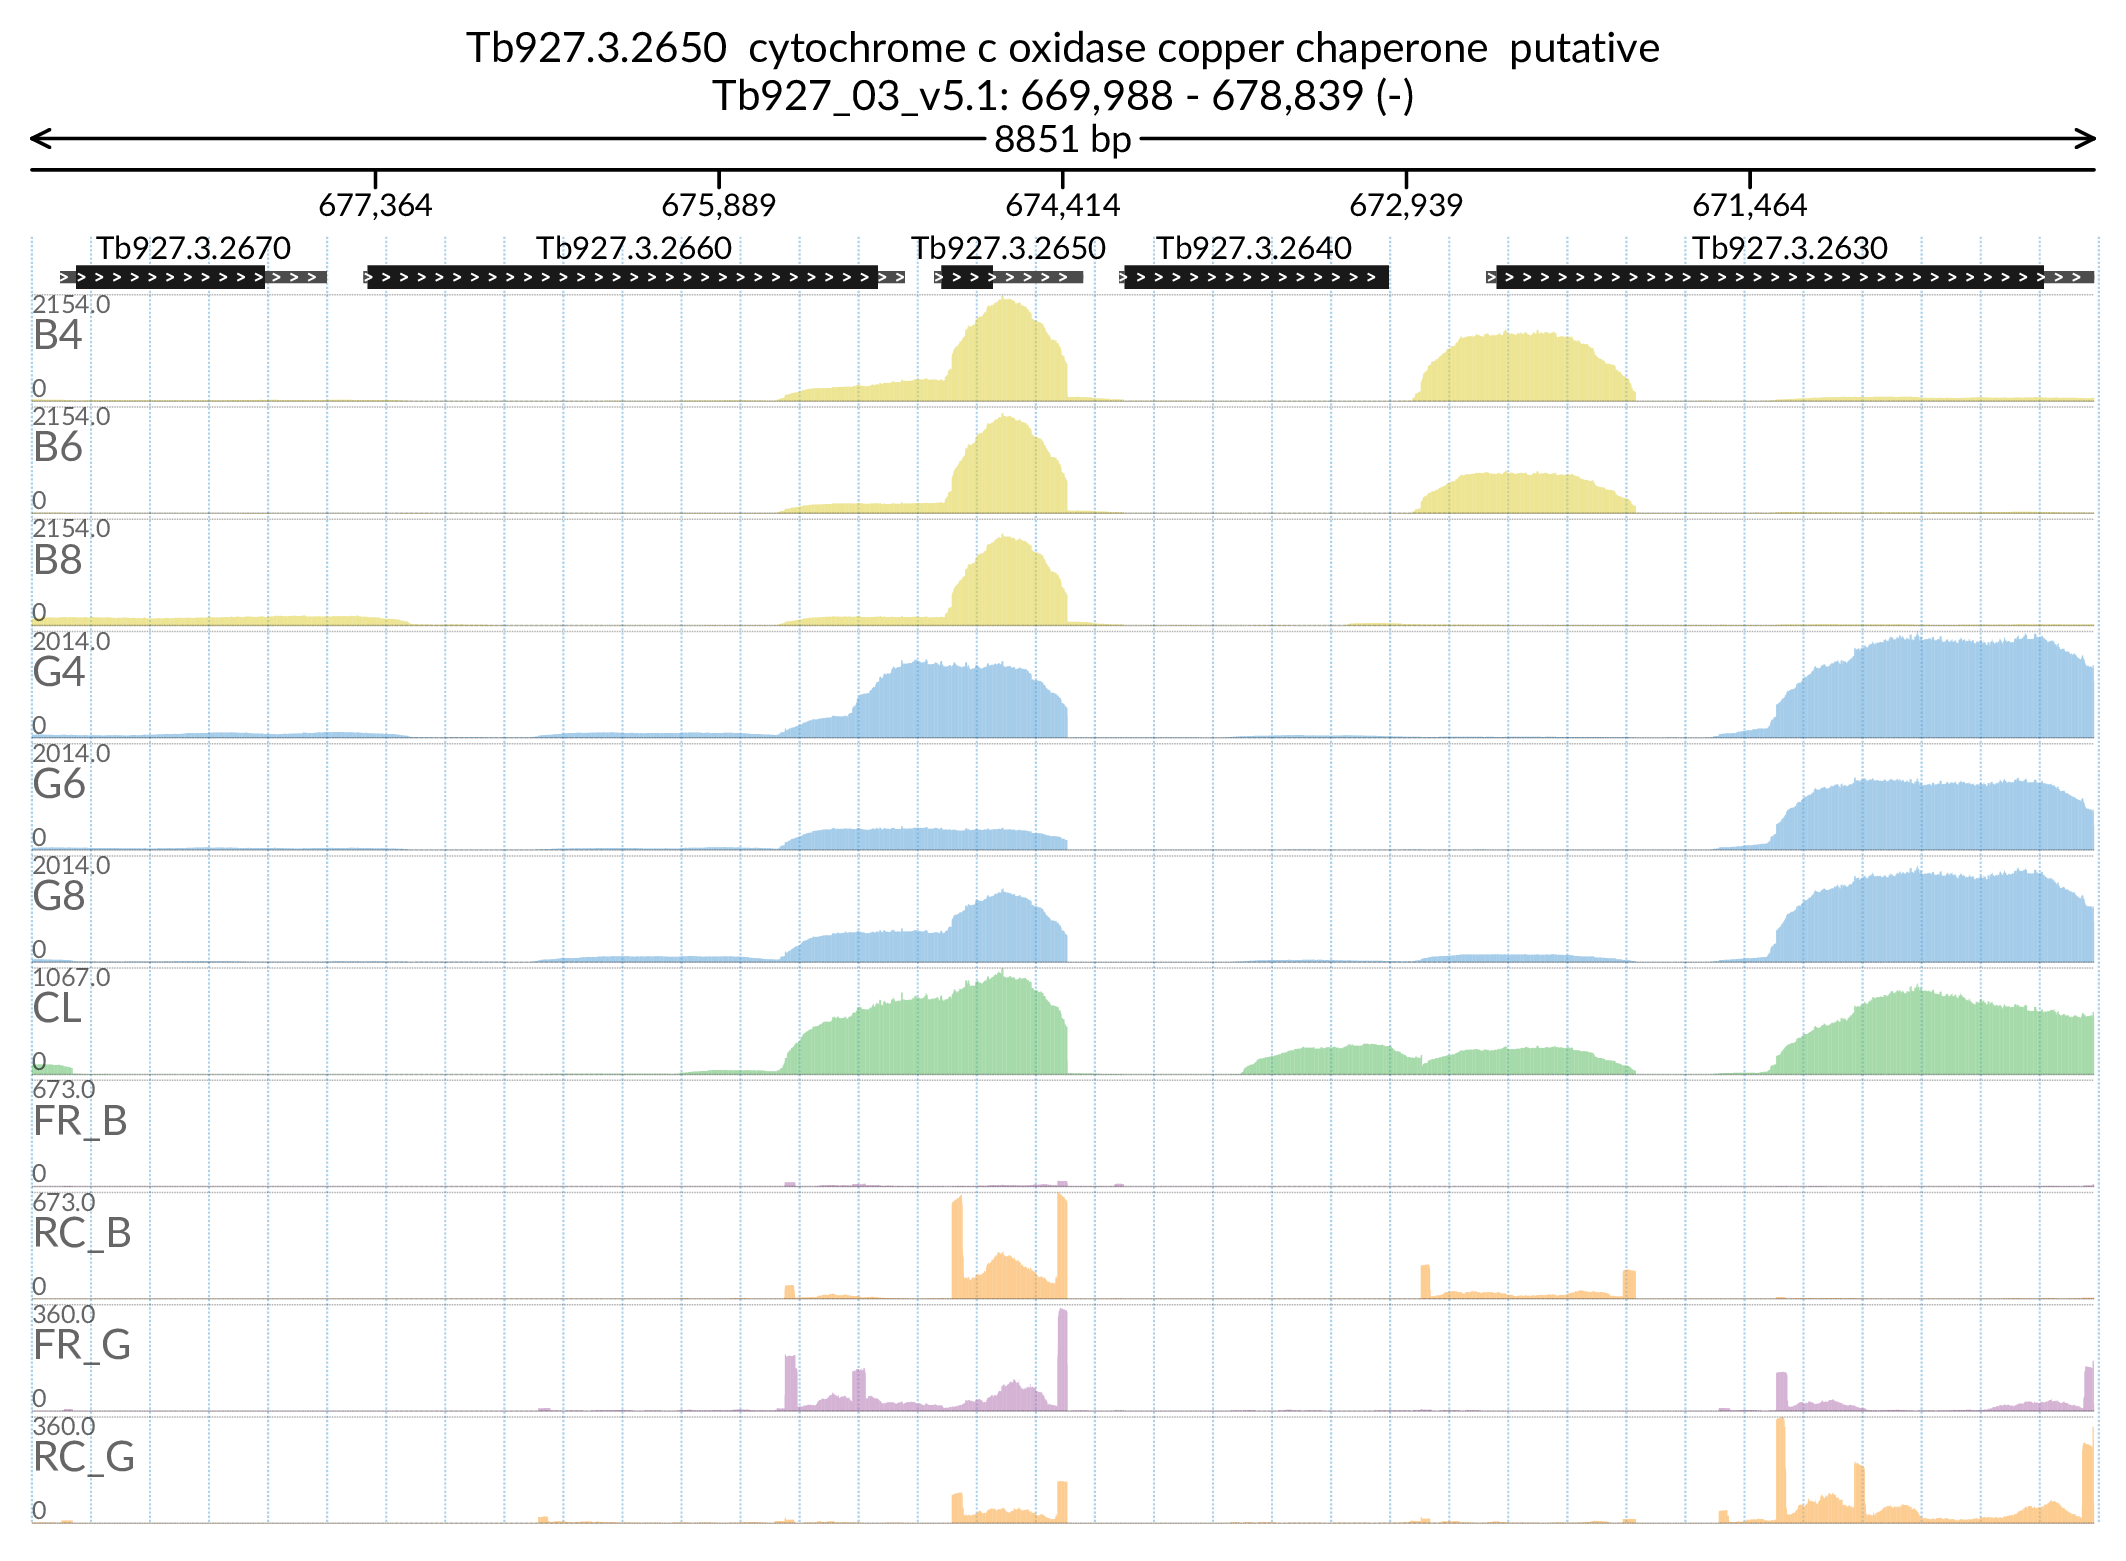 Tb927.3.2650  cytochrome c oxidase copper chaperone  putative
Tb927_03_v5.1: 669,988 - 678,839 (-)
8851 bp
677,364 675,889 674,414 672,939 671,464
Tb927.3.2670 Tb927.3.2660 Tb927.3.2650 Tb927.3.2640 Tb927.3.2630
2154.0
B4
0
2154.0
B6
0
2154.0
B8
0
2014.0
G4
0
2014.0
G6
0
2014.0
G8
0
1067.0
CL
0
673.0
FR_B
0
673.0
RC_B
0
360.0
FR_G
0
360.0
RC_G
0